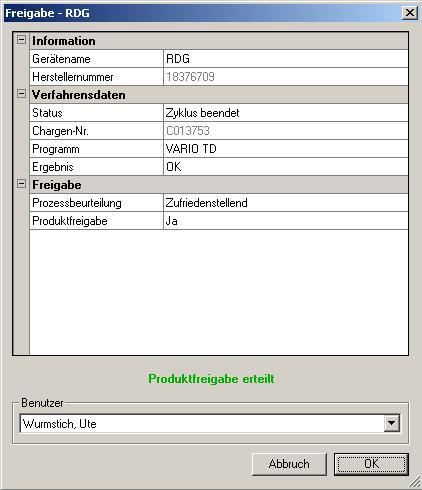 Freigabe - RDG
Information
Gerätename RDG
Herstellernummer 18376709
Verfahrensdaten
Status Zyklus beendet
Chargen-Nr. C013753
Programm VARIO TD
Ergebnis OK
Freigabe
Prozessbeurteilung Zufriedenstellend
Produktfreigabe Ja
Produktfreigabe erteilt
Benutzer
Wurmstich, Ute
Abbruch OK